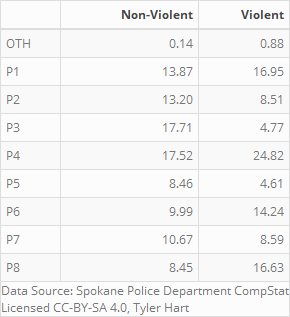 Non-Violent Violent
OTH 0.14 0.88
P1 13.87 16.95
P2 13.20 8.51
P3 17.71 4.77
P4 17.52 24.82
P5 8.46 4.61
P6 9.99 14.24
P7 10.67 8.59
P8 8.45 16.63
Data Source: Spokane Police Department CompStat
Licensed CC-BY-SA 4.0, Tyler Hart